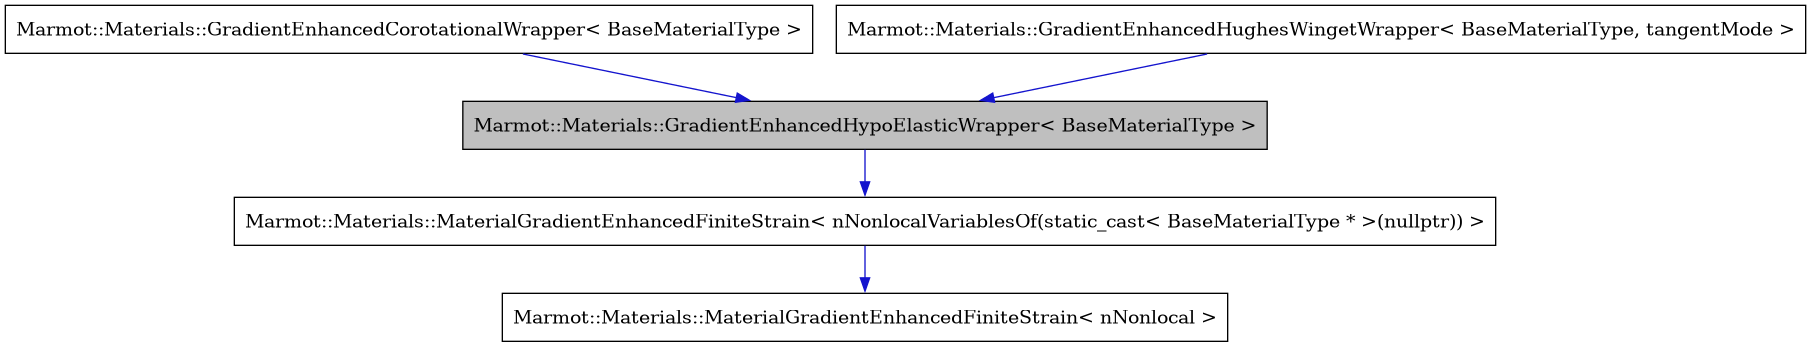 Marmot::Materials::GradientEnhancedCorotationalWrapper< BaseMaterialType >
Marmot::Materials::GradientEnhancedHughesWingetWrapper< BaseMaterialType, tangentMode >
Marmot::Materials::GradientEnhancedHypoElasticWrapper< BaseMaterialType >
Marmot::Materials::MaterialGradientEnhancedFiniteStrain< nNonlocalVariablesOf(static_cast< BaseMaterialType * >(nullptr)) >
Marmot::Materials::MaterialGradientEnhancedFiniteStrain< nNonlocal >